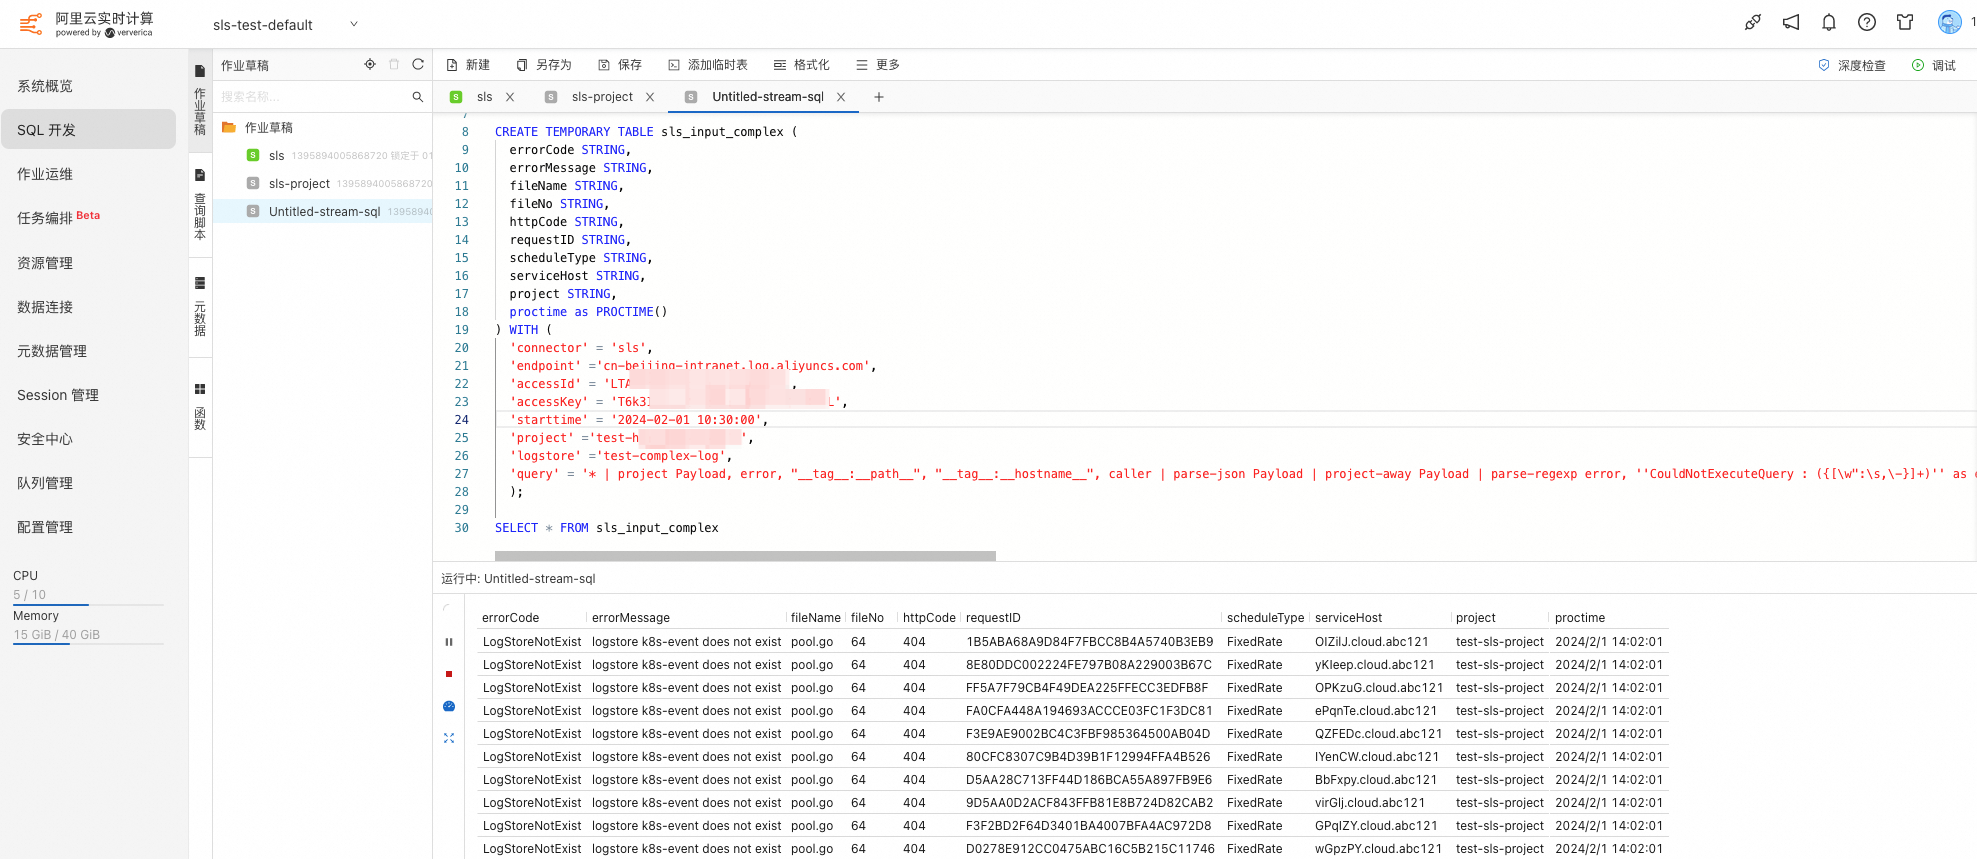 阿里云实时计算
powered by ververica
sls-test-default
1
系统概览
SQL 开发
作业运维
任务编排 Beta
资源管理
数据连接
元数据管理
Session 管理
安全中心
队列管理
配置管理
CPU
5 / 10
Memory
15 GiB / 40 GiB
作业草稿
查询脚本
元数据
函数
作业草稿
搜索名称...
作业草稿
sls 1395894005868720 锁定于 01
sls-project 1395894005868720
Untitled-stream-sql 1395894
新建 另存为 保存 添加临时表 格式化 更多 深度检查 调试
sls sls-project Untitled-stream-sql
7
8 CREATE TEMPORARY TABLE sls_input_complex (
9 errorCode STRING,
10 errorMessage STRING,
11 fileName STRING,
12 fileNo STRING,
13 httpCode STRING,
14 requestID STRING,
15 scheduleType STRING,
16 serviceHost STRING,
17 project STRING,
18 proctime as PROCTIME()
19 ) WITH (
20 'connector' = 'sls',
21 'endpoint' ='cn-beijing-intranet.log.aliyuncs.com',
22 'accessId' = 'LTA ,
23 'accessKey' = 'T6k3 L',
24 'starttime' = '2024-02-01 10:30:00',
25 'project' ='test-h ',
26 'logstore' ='test-complex-log',
27 'query' = '* | project Payload, error, "__tag__:__path__", "__tag__:__hostname__", caller | parse-json Payload | project-away Payload | parse-regexp error, ''CouldNotExecuteQuery : ({[\w":\s,\-}]+)'' as
28 );
29
30 SELECT * FROM sls_input_complex
运行中: Untitled-stream-sql
errorCode errorMessage fileName fileNo httpCode requestID scheduleType serviceHost project proctime
LogStoreNotExist logstore k8s-event does not exist pool.go 64 404 1B5ABA68A9D84F7FBCC8B4A5740B3EB9 FixedRate OlZilJ.cloud.abc121 test-sls-project 2024/2/1 14:02:01
LogStoreNotExist logstore k8s-event does not exist pool.go 64 404 8E80DDC002224FE797B08A229003B67C FixedRate yKleep.cloud.abc121 test-sls-project 2024/2/1 14:02:01
LogStoreNotExist logstore k8s-event does not exist pool.go 64 404 FF5A7F79CB4F49DEA225FFECC3EDFB8F FixedRate OPKzuG.cloud.abc121 test-sls-project 2024/2/1 14:02:01
LogStoreNotExist logstore k8s-event does not exist pool.go 64 404 FA0CFA448A194693ACCCE03FC1F3DC81 FixedRate ePqnTe.cloud.abc121 test-sls-project 2024/2/1 14:02:01
LogStoreNotExist logstore k8s-event does not exist pool.go 64 404 F3E9AE9002BC4C3FBF985364500AB04D FixedRate QZFEDc.cloud.abc121 test-sls-project 2024/2/1 14:02:01
LogStoreNotExist logstore k8s-event does not exist pool.go 64 404 80CFC8307C9B4D39B1F12994FFA4B526 FixedRate IYenCW.cloud.abc121 test-sls-project 2024/2/1 14:02:01
LogStoreNotExist logstore k8s-event does not exist pool.go 64 404 D5AA28C713FF44D186BCA55A897FB9E6 FixedRate BbFxpy.cloud.abc121 test-sls-project 2024/2/1 14:02:01
LogStoreNotExist logstore k8s-event does not exist pool.go 64 404 9D5AA0D2ACF843FFB81E8B724D82CAB2 FixedRate virGlj.cloud.abc121 test-sls-project 2024/2/1 14:02:01
LogStoreNotExist logstore k8s-event does not exist pool.go 64 404 F3F2BD2F64D3401BA4007BFA4AC972D8 FixedRate GPqlZY.cloud.abc121 test-sls-project 2024/2/1 14:02:01
LogStoreNotExist logstore k8s-event does not exist pool.go 64 404 D0278E912CC0475ABC16C5B215C11746 FixedRate wGpzPY.cloud.abc121 test-sls-project 2024/2/1 14:02:01